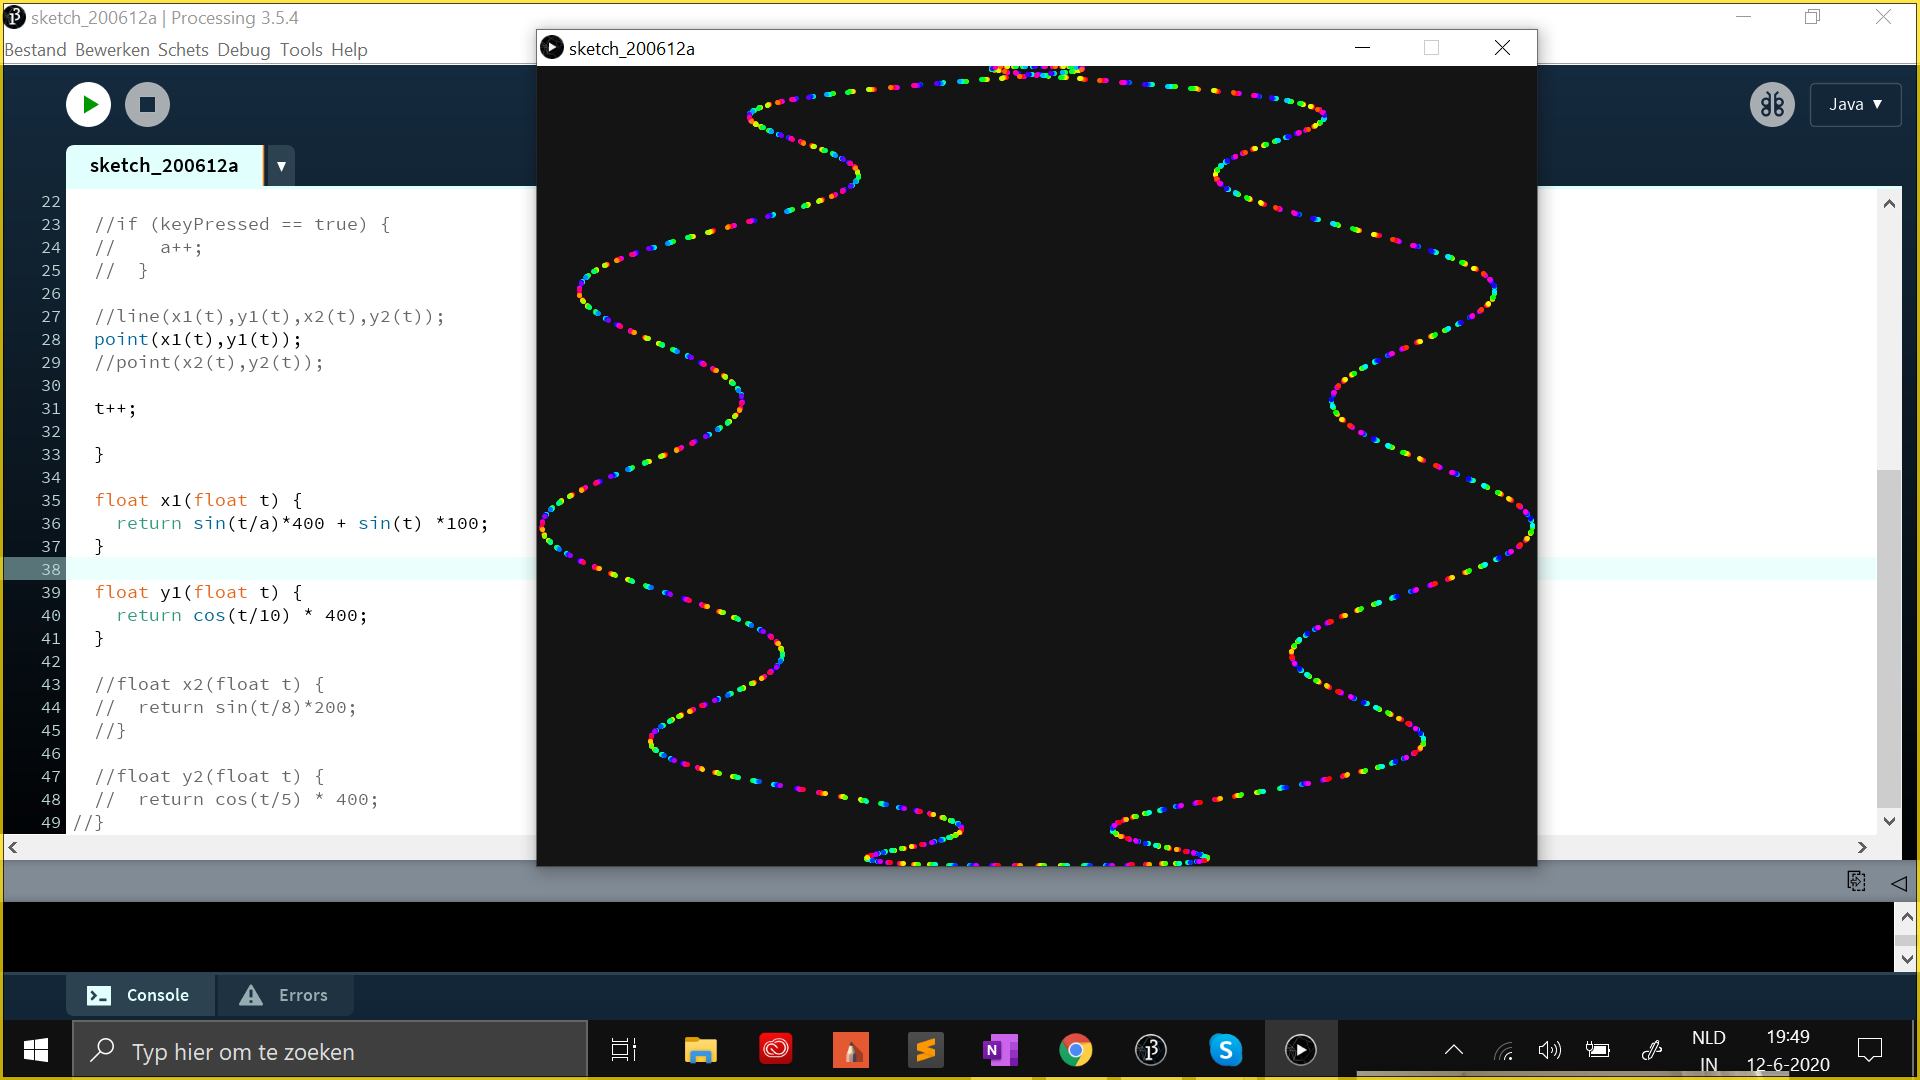 sketch_200612a | Processing 3.5.4
Bestand Bewerken Schets Debug Tools Help
Java ▼
sketch_200612a ▼
22
23 //if (keyPressed == true) {
24 //    a++;
25 //  }
26
27 //line(x1(t),y1(t),x2(t),y2(t));
28 point(x1(t),y1(t));
29 //point(x2(t),y2(t));
30
31 t++;
32
33 }
34
35 float x1(float t) {
36   return sin(t/a)*400 + sin(t) *100;
37 }
38
39 float y1(float t) {
40   return cos(t/10) * 400;
41 }
42
43 //float x2(float t) {
44 //  return sin(t/8)*200;
45 //}
46
47 //float y2(float t) {
48 //  return cos(t/5) * 400;
49 //}
sketch_200612a
Console
Errors
Typ hier om te zoeken
NLD
IN
19:49
12-6-2020